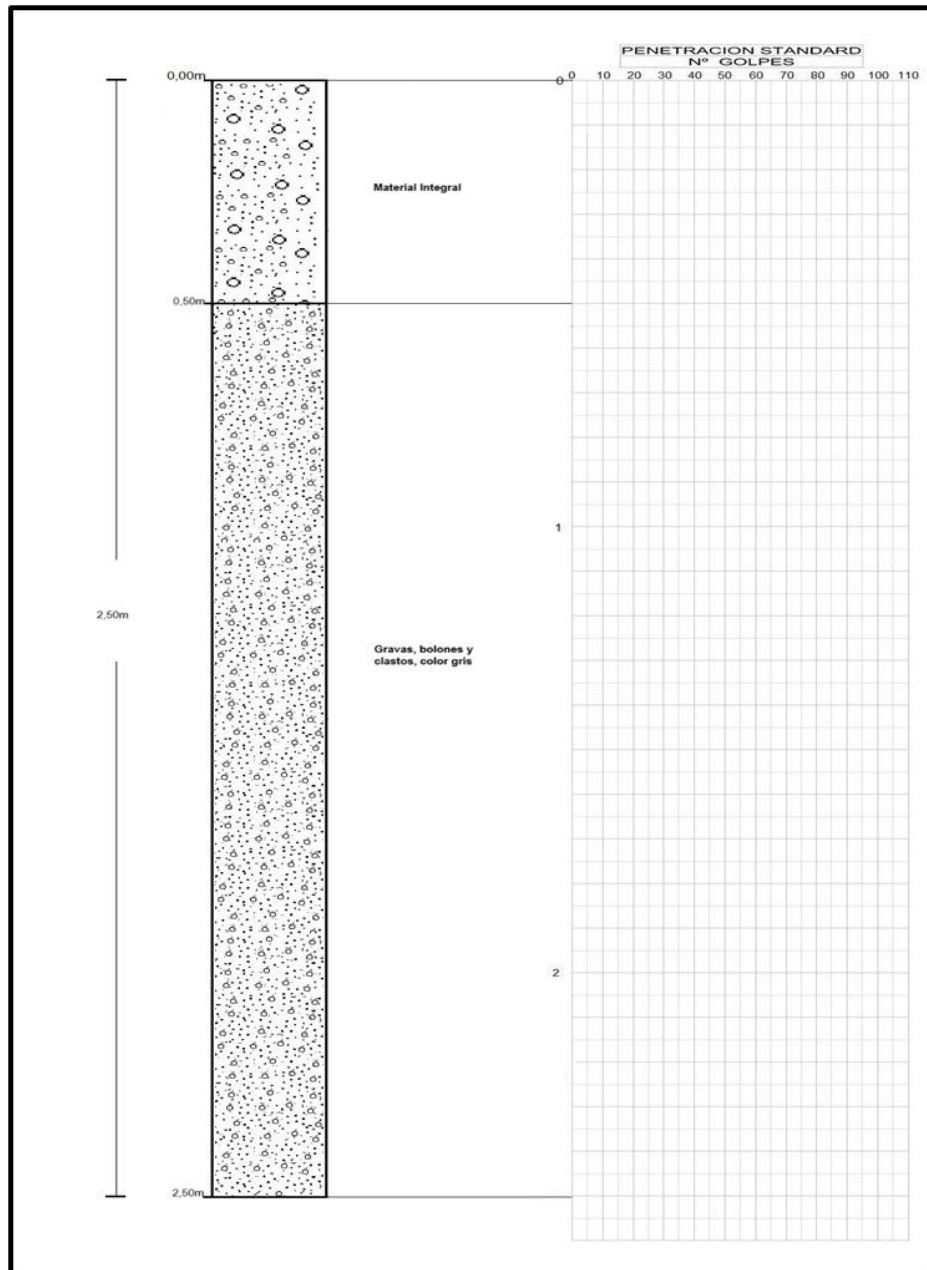 PENETRACION STANDARD
Nº GOLPES
0,00m
0
0 10 20 30 40 50 60 70 80 90 100 110
Material Integral
0,50m
1
2,50m
Gravas, bolones y
clastos, color gris
2
2,50m